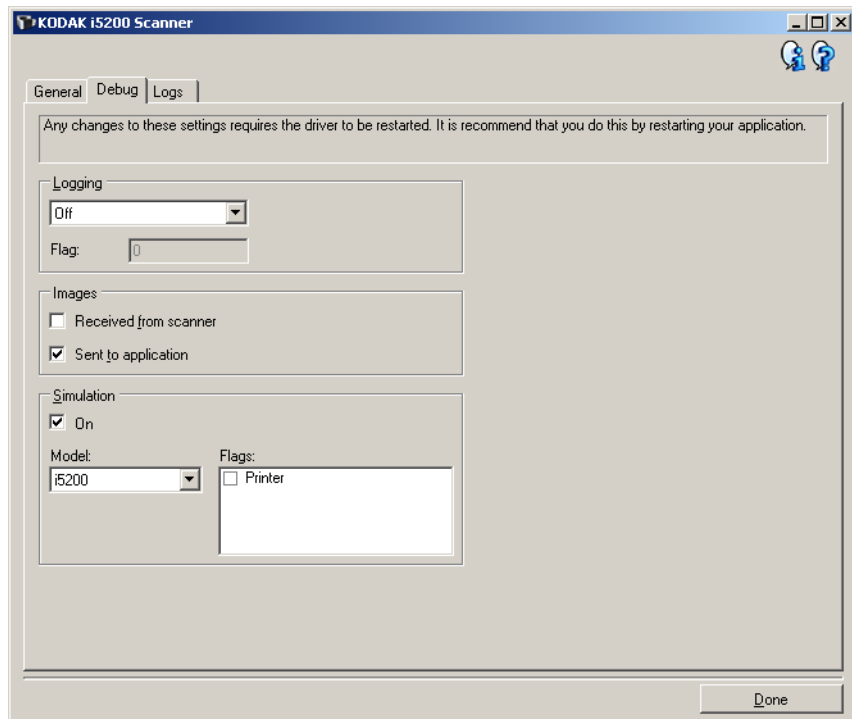 KODAK i5200 Scanner
General Debug Logs
Any changes to these settings requires the driver to be restarted. It is recommend that you do this by restarting your application.
Logging
Off
Flag: 0
Images
Received from scanner
Sent to application
Simulation
On
Model: Flags:
i5200 Printer
Done